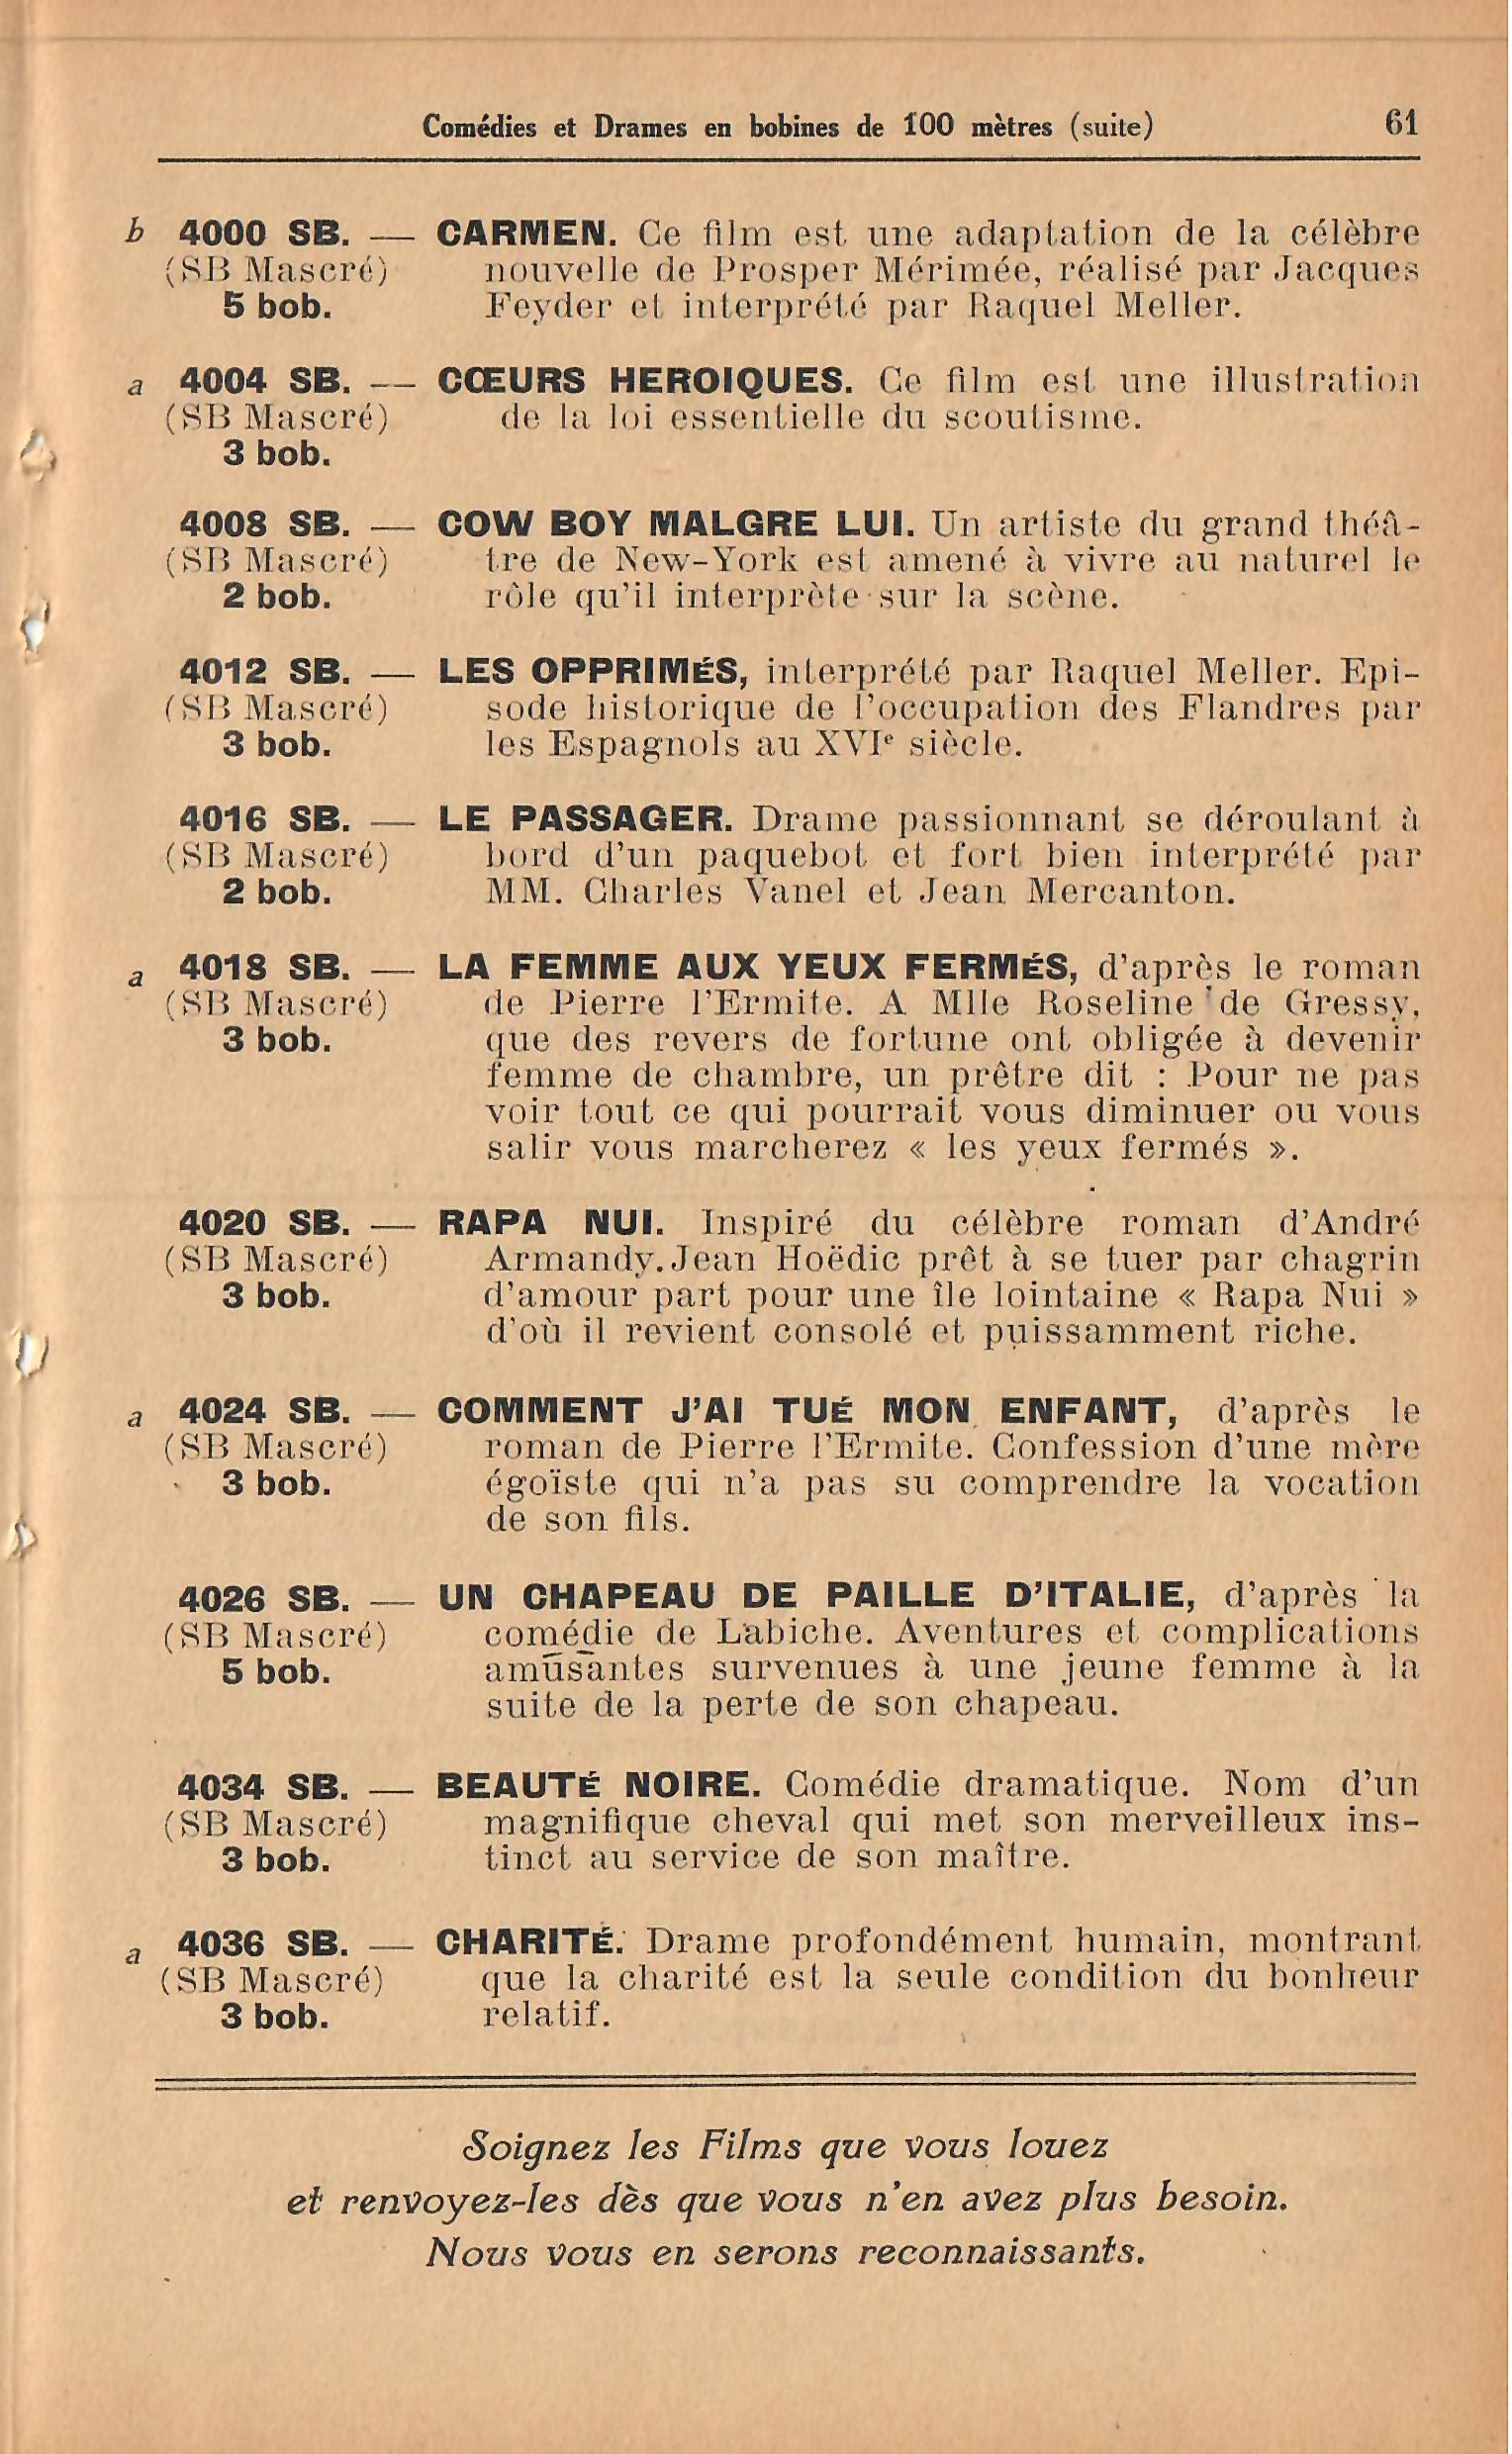 Comédies et Drames en bobines de 100 mètres (suite) 61
b 4000 SB. — CARMEN. Ce film est une adaptation de la célèbre
(SB Mascré) nouvelle de Prosper Mérimée, réalisé par Jacques
5 bob. Feyder et interprété par Raquel Meller.
a 4004 SB. — CŒURS HEROIQUES. Ce film est une illustration
(SB Mascré) de la loi essentielle du scoutisme.
3 bob.
4008 SB. — COW BOY MALGRE LUI. Un artiste du grand théâ-
(SB Mascré) tre de New-York est amené à vivre au naturel le
2 bob. rôle qu'il interprète sur la scène.
4012 SB. — LES OPPRIMÉS, interprété par Raquel Meller. Epi-
(SB Mascré) sode historique de l'occupation des Flandres par
3 bob. les Espagnols au XVIe siècle.
4016 SB. — LE PASSAGER. Drame passionnant se déroulant à
(SB Mascré) bord d'un paquebot et fort bien interprété par
2 bob. MM. Charles Vanel et Jean Mercanton.
a 4018 SB. — LA FEMME AUX YEUX FERMÉS, d'après le roman
(SB Mascré) de Pierre l'Ermite. A Mlle Roseline de Gressy,
3 bob. que des revers de fortune ont obligée à devenir
femme de chambre, un prêtre dit : Pour ne pas
voir tout ce qui pourrait vous diminuer ou vous
salir vous marcherez « les yeux fermés ».
4020 SB. — RAPA NUI. Inspiré du célèbre roman d'André
(SB Mascré) Armandy. Jean Hoëdic prêt à se tuer par chagrin
3 bob. d'amour part pour une île lointaine « Rapa Nui »
d'où il revient consolé et puissamment riche.
a 4024 SB. — COMMENT J'AI TUÉ MON ENFANT, d'après le
(SB Mascré) roman de Pierre l'Ermite. Confession d'une mère
3 bob. égoïste qui n'a pas su comprendre la vocation
de son fils.
4026 SB. — UN CHAPEAU DE PAILLE D'ITALIE, d'après la
(SB Mascré) comédie de Labiche. Aventures et complications
5 bob. amusantes survenues à une jeune femme à la
suite de la perte de son chapeau.
4034 SB. — BEAUTÉ NOIRE. Comédie dramatique. Nom d'un
(SB Mascré) magnifique cheval qui met son merveilleux ins-
3 bob. tinct au service de son maître.
a 4036 SB. — CHARITÉ. Drame profondément humain, montrant
(SB Mascré) que la charité est la seule condition du bonheur
3 bob. relatif.
Soignez les Films que vous louez
et renvoyez-les dès que vous n'en avez plus besoin.
Nous vous en serons reconnaissants.